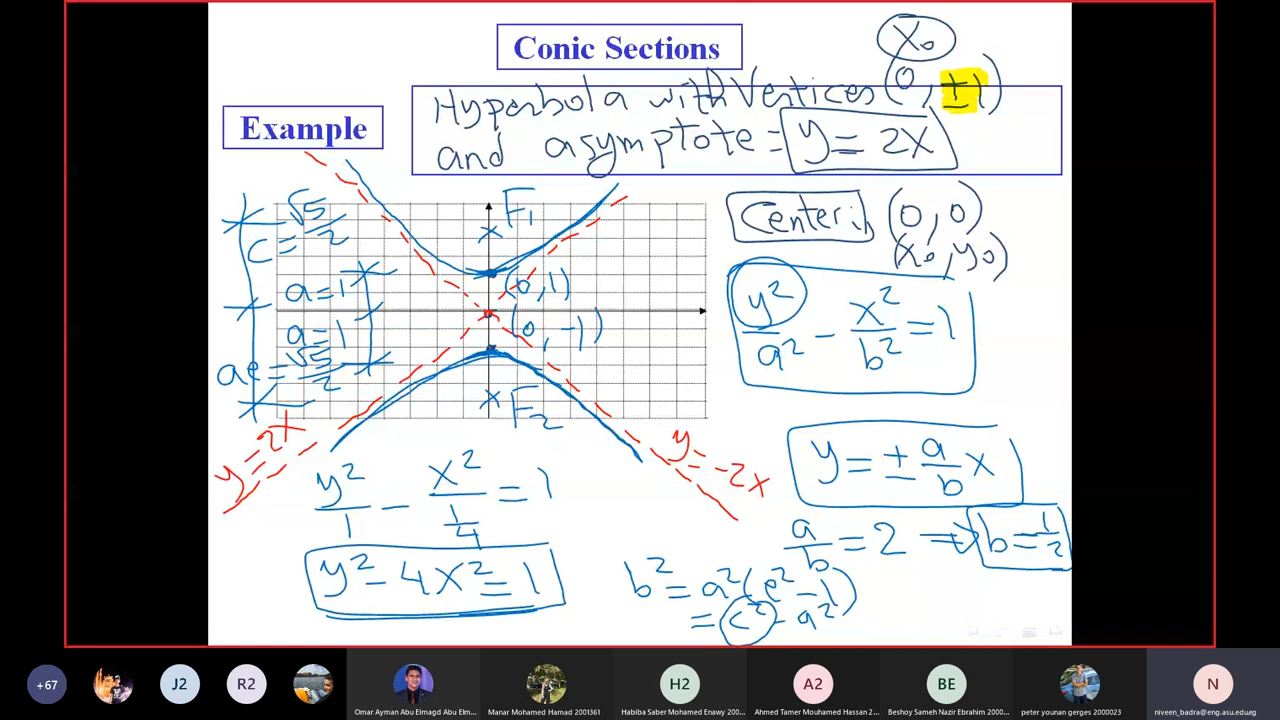 Conic Sections
x₀
Example
Hyperbola with Vertices (0, ±1)
and asymptote = y = 2x
Center is (0, 0)
(x₀, y₀)
F₁
√5/2
c =
a = 1
(0, 1)
a = 1
(0, -1)
ae = √5/2
F₂
y²/a² - x²/b² = 1
y = 2x
y = -2x
y = ± a/b x
y²/1 - x²/(1/4) = 1
a/b = 2 ⇒ b = 1/2
y² - 4x² = 1
b² = a²(e² - 1)
= c² - a²
+67
J2
R2
Omar Ayman Abu Elmagd Abu Elm...
Manar Mohamed Hamad 2001361
H2
Habiba Saber Mohamed Enawy 200...
A2
Ahmed Tamer Mouhamed Hassan 2...
BE
Beshoy Sameh Nazir Ebrahim 2000...
peter younan gerges 2000023
N
niveen_badra@eng.asu.edu.eg